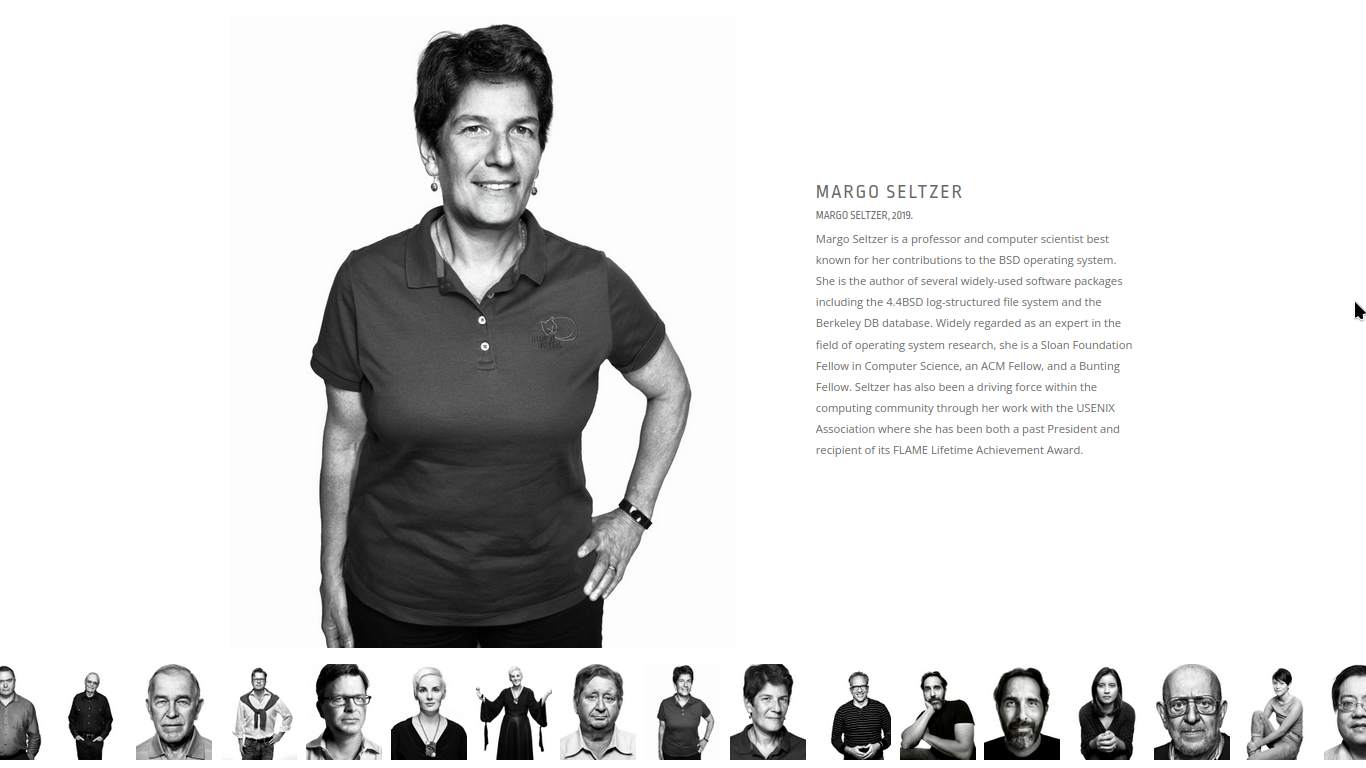 MARGO SELTZER
MARGO SELTZER, 2019.
Margo Seltzer is a professor and computer scientist best
known for her contributions to the BSD operating system.
She is the author of several widely-used software packages
including the 4.4BSD log-structured file system and the
Berkeley DB database. Widely regarded as an expert in the
field of operating system research, she is a Sloan Foundation
Fellow in Computer Science, an ACM Fellow, and a Bunting
Fellow. Seltzer has also been a driving force within the
computing community through her work with the USENIX
Association where she has been both a past President and
recipient of its FLAME Lifetime Achievement Award.